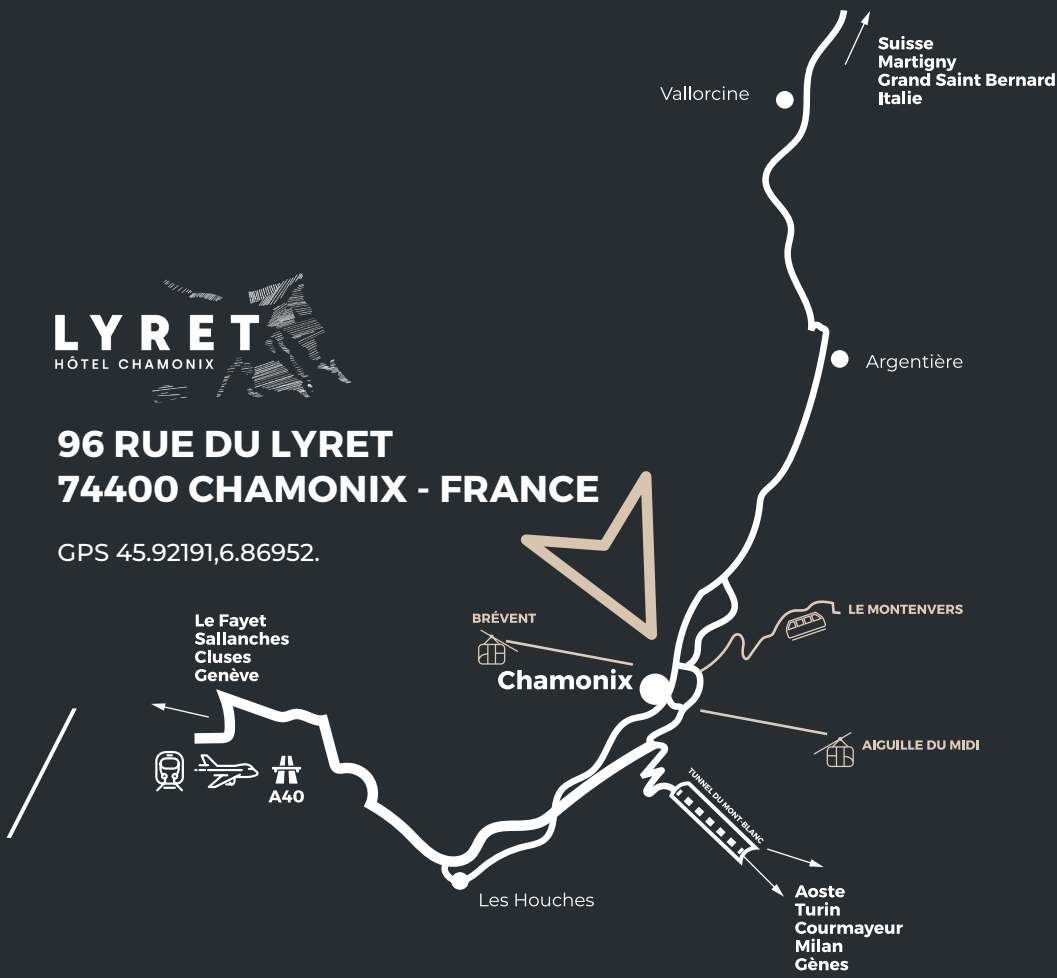 Suisse
Martigny
Grand Saint Bernard
Italie
Vallorcine
Argentière
LYRET
HÔTEL CHAMONIX
96 RUE DU LYRET
74400 CHAMONIX - FRANCE
GPS 45.92191,6.86952.
Le Fayet
Sallanches
Cluses
Genève
A40
BRÉVENT
Chamonix
LE MONTENVERS
AIGUILLE DU MIDI
TUNNEL DU MONT-BLANC
Les Houches
Aoste
Turin
Courmayeur
Milan
Gènes